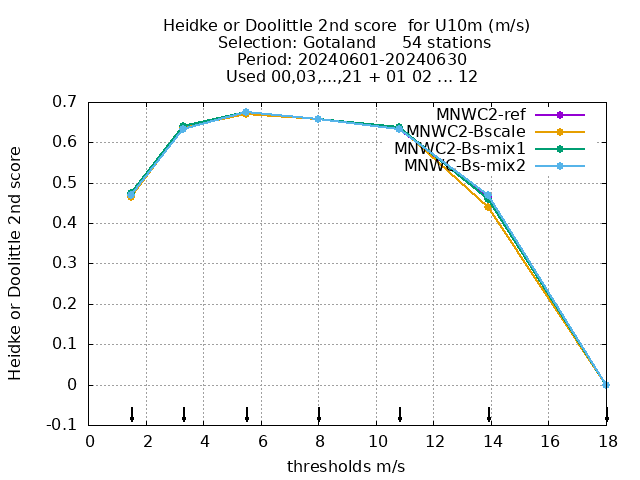 Heidke or Doolittle 2nd score  for U10m (m/s)
Selection: Gotaland     54 stations
Period: 20240601-20240630
Used 00,03,...,21 + 01 02 ... 12
MNWC2-ref
MNWC2-Bscale
MNWC2-Bs-mix1
MNWC-Bs-mix2
Heidke or Doolittle 2nd score
0.7
0.6
0.5
0.4
0.3
0.2
0.1
0
-0.1
0 2 4 6 8 10 12 14 16 18
thresholds m/s